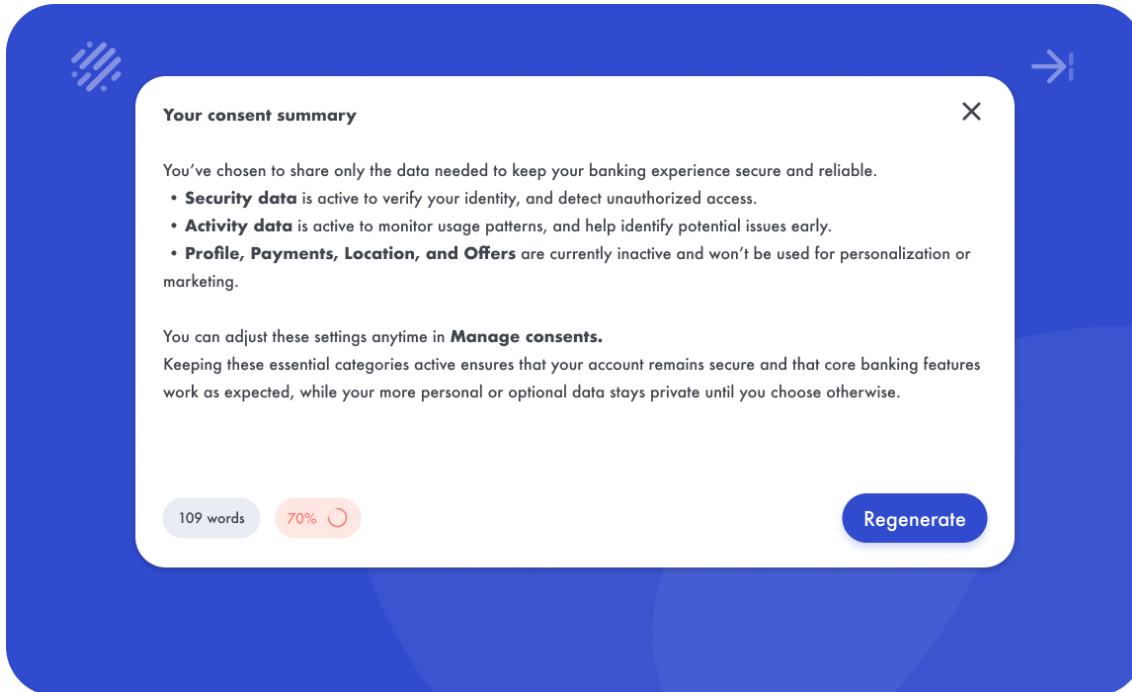 Your consent summary
You’ve chosen to share only the data needed to keep your banking experience secure and reliable.
• Security data is active to verify your identity, and detect unauthorized access.
• Activity data is active to monitor usage patterns, and help identify potential issues early.
• Profile, Payments, Location, and Offers are currently inactive and won’t be used for personalization or
marketing.
You can adjust these settings anytime in Manage consents.
Keeping these essential categories active ensures that your account remains secure and that core banking features
work as expected, while your more personal or optional data stays private until you choose otherwise.
109 words
70%
Regenerate